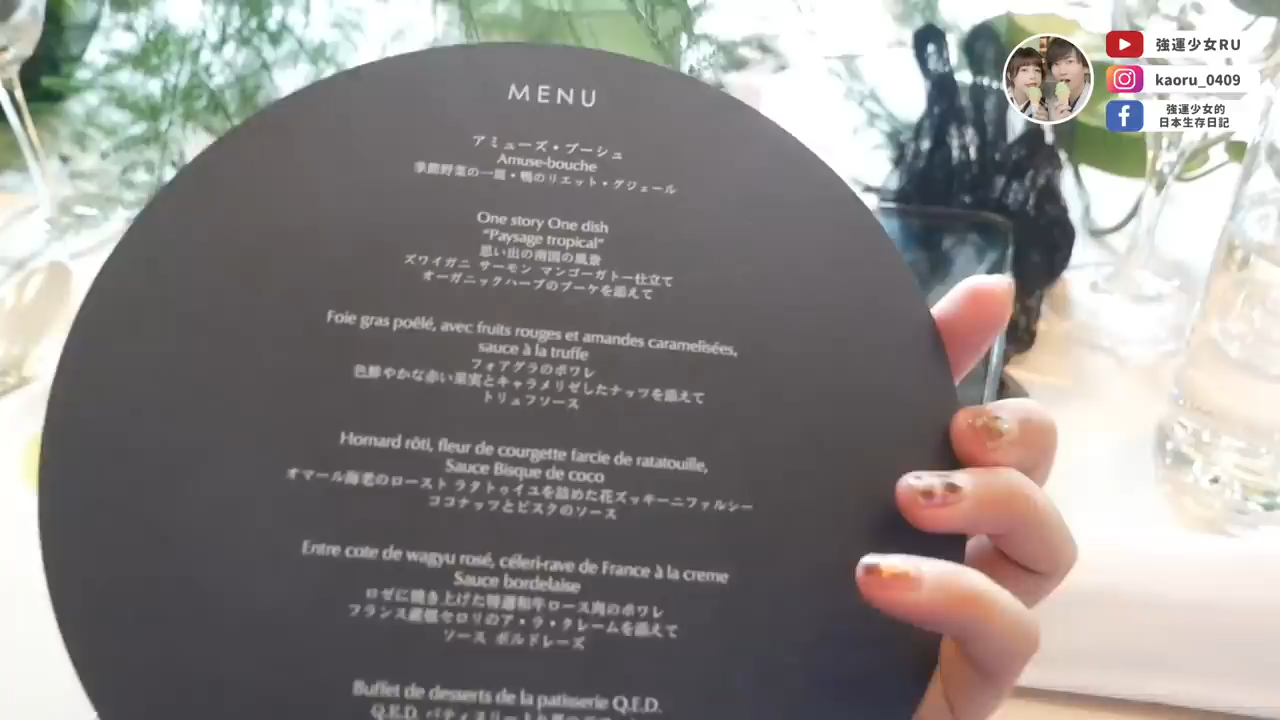 MENU
アミューズ・ブーシュ
Amuse-bouche
季節野菜の一皿・鴨のリエット・グジェール
One story One dish
“Paysage tropical”
思い出の南国の風景
ズワイガニ サーモン マンゴーガトー仕立て
オーガニックハーブのブーケを添えて
Foie gras poêlé, avec fruits rouges et amandes caramelisées,
sauce à la truffe
フォアグラのポワレ
色鮮やかな赤い果実とキャラメリゼしたナッツを添えて
トリュフソース
Homard rôti, fleur de courgette farcie de ratatouille,
Sauce Bisque de coco
オマール海老のロースト ラタトゥイユを詰めた花ズッキーニファルシー
ココナッツとビスクのソース
Entre cote de wagyu rosé, céleri-rave de France à la creme
Sauce bordelaise
ロゼに焼き上げた特選和牛ロース肉のポワレ
フランス産根セロリのア・ラ・クレームを添えて
ソース ボルドレーズ
Buffet de desserts de la patisserie Q.E.D.
Q.E.D. パティスリー
強運少女RU
kaoru_0409
強運少女的
日本生存日記